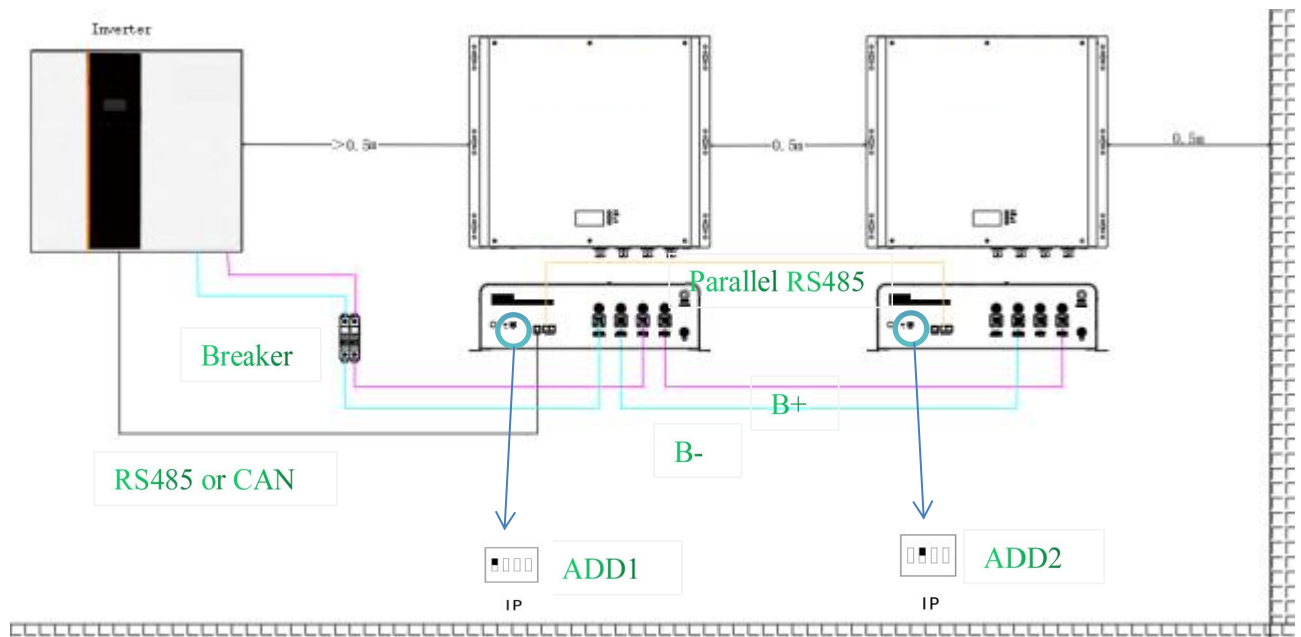 Inverter
>0.5m
0.5m
0.5m
Parallel RS485
Breaker
B+
B-
RS485 or CAN
ADD1
ADD2
IP
IP